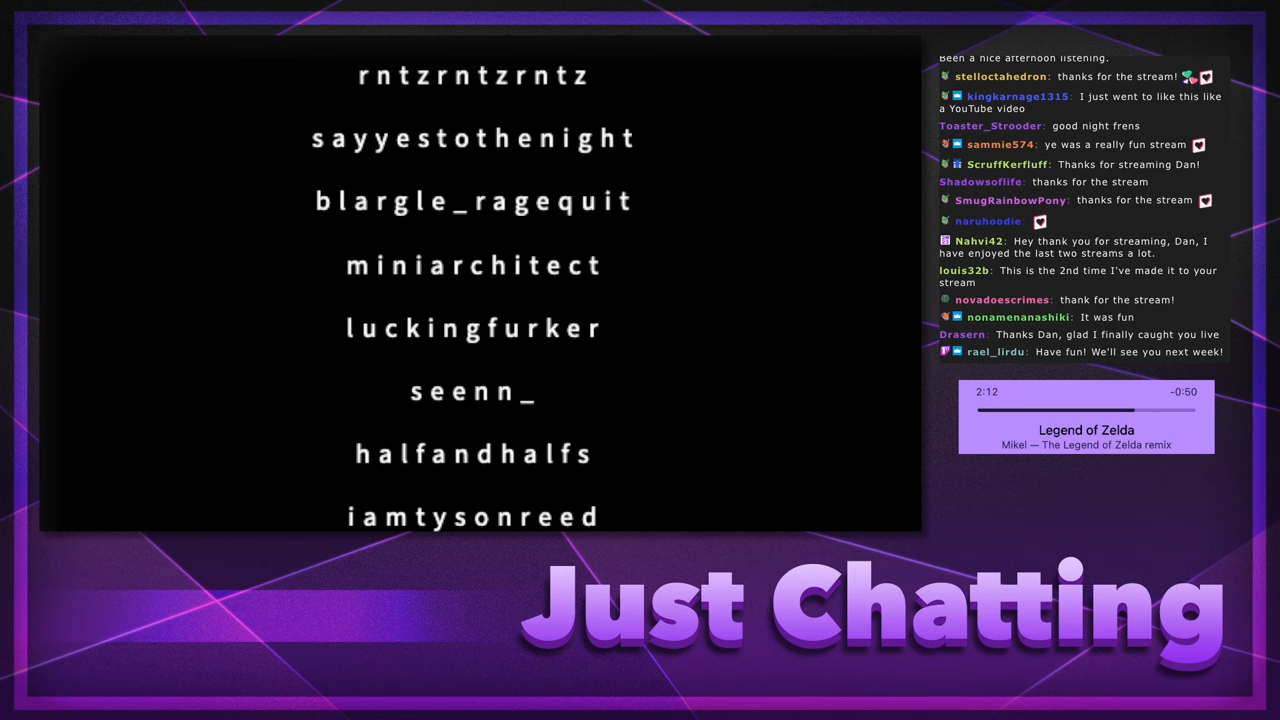 rntzrntzrntz
sayyestothenight
blargle_ragequit
miniarchitect
luckingfurker
seenn_
halfandhalfs
iamtysonreed
Been a nice afternoon listening.
stelloctahedron: thanks for the stream!
kingkarnage1315: I just went to like this like
a YouTube video
Toaster_Strooder: good night frens
sammie574: ye was a really fun stream
ScruffKerfluff: Thanks for streaming Dan!
Shadowsoflife: thanks for the stream
SmugRainbowPony: thanks for the stream
naruhoodie:
Nahvi42: Hey thank you for streaming, Dan, I
have enjoyed the last two streams a lot.
louis32b: This is the 2nd time I've made it to your
stream
novadoescrimes: thank for the stream!
nonamenanashiki: It was fun
Drasern: Thanks Dan, glad I finally caught you live
rael_lirdu: Have fun! We'll see you next week!
2:12 -0:50
Legend of Zelda
Mikel — The Legend of Zelda remix
Just Chatting